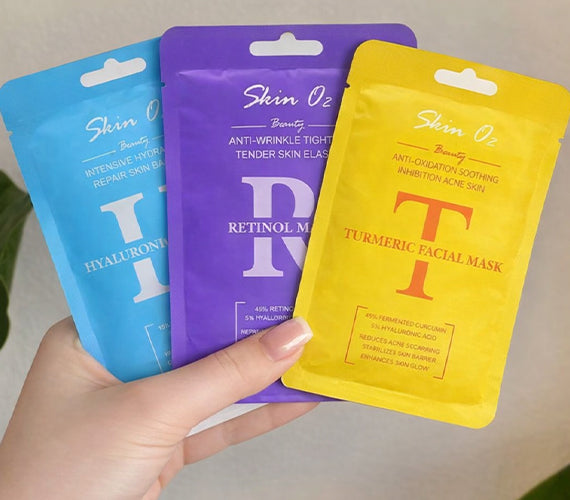 Skin O2
Beauty
INTENSIVE HYDRA
REPAIR SKIN BA
HYALURONI
Skin O2
Beauty
ANTI-WRINKLE TIGHT
TENDER SKIN ELAS
R
RETINOL MA
45% RETINO
5% HYALURON
Skin O2
Beauty
ANTI-OXIDATION SOOTHING
INHIBITION ACNE SKIN
T
TURMERIC FACIAL MASK
45% FERMENTED CURCUMIN
5% HYALURONIC ACID
REDUCES ACNE SCARRING
STABILIZES SKIN BARRIER
ENHANCES SKIN GLOW